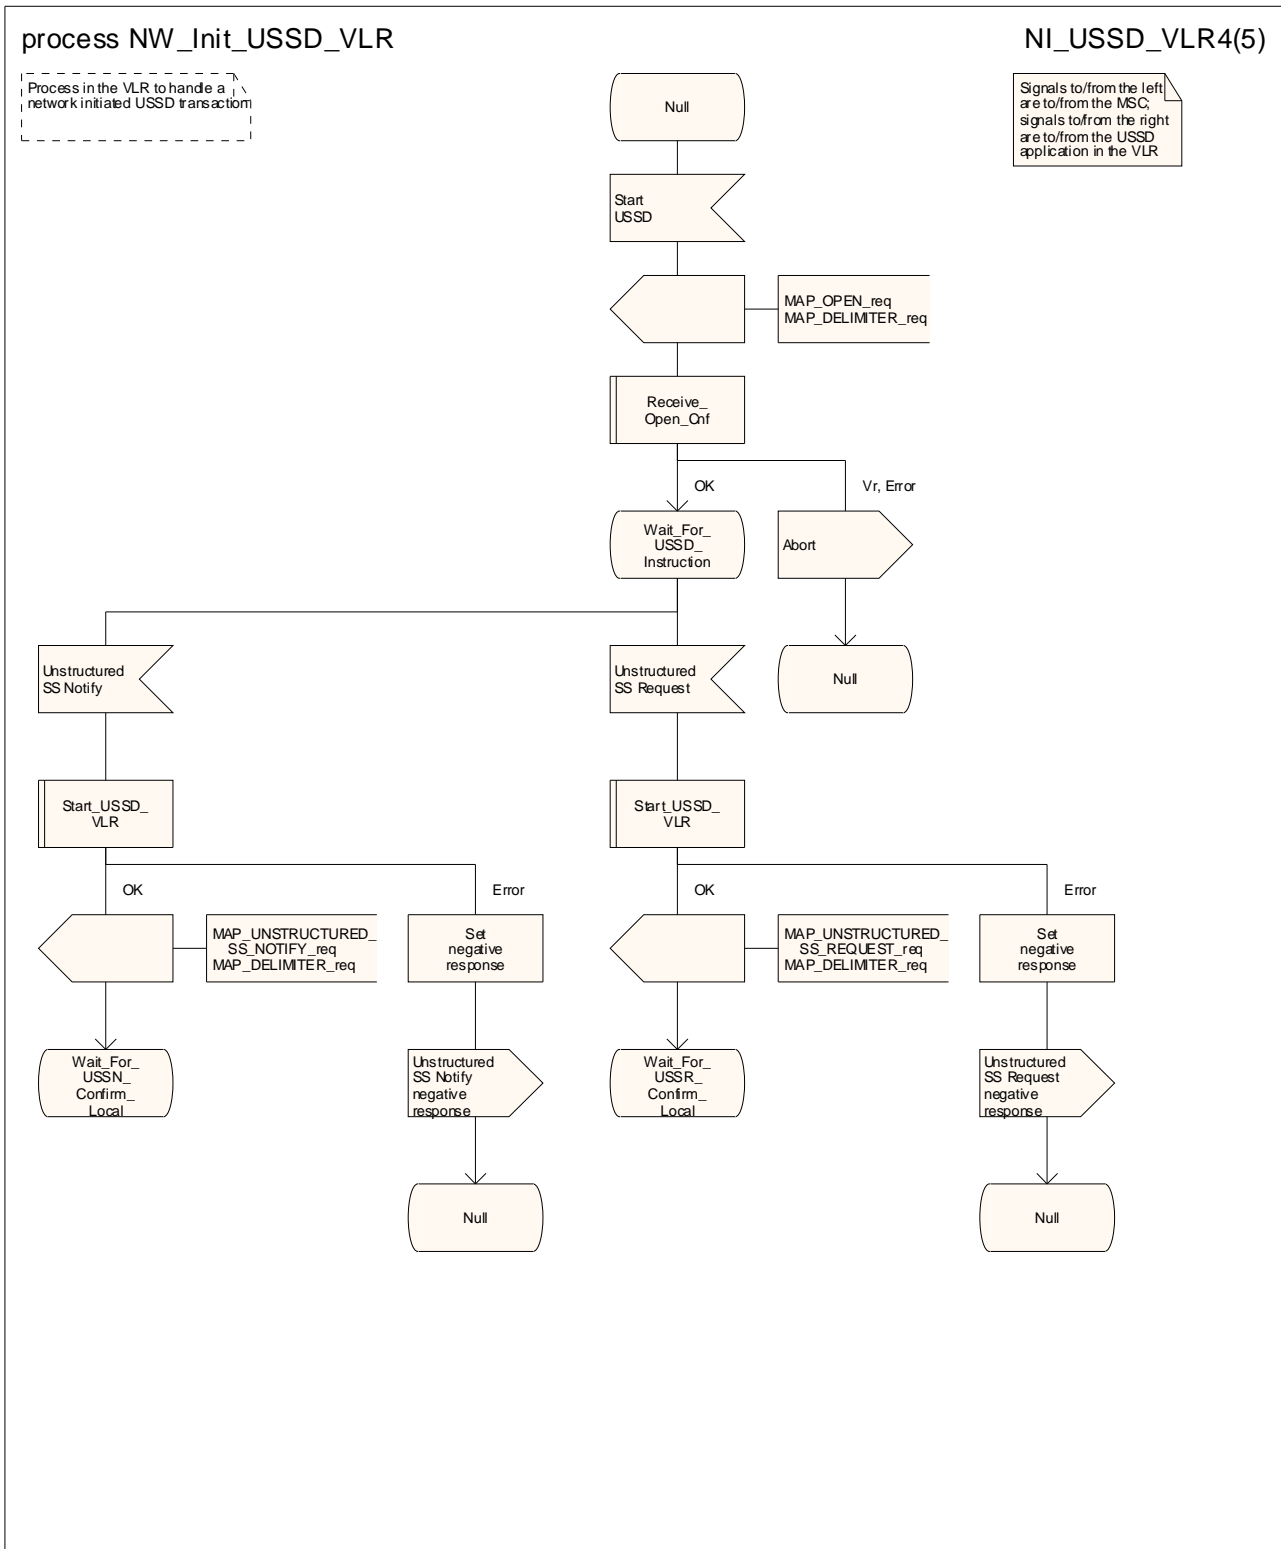 process NW_Init_USSD_VLR
NI_USSD_VLR4(5)
Process in the VLR to handle a
network initiated USSD transaction
Signals to/from the left
are to/from the MSC;
signals to/from the right
are to/from the USSD
application in the VLR
Null
Start
USSD
MAP_OPEN_req
MAP_DELIMITER_req
Receive_
Open_Cnf
OK
Vr, Error
Wait_For_
USSD_
Instruction
Abort
Unstructured
SS Notify
Unstructured
SS Request
Null
Start_USSD_
VLR
Start_USSD_
VLR
OK
Error
OK
Error
MAP_UNSTRUCTURED_
SS_NOTIFY_req
MAP_DELIMITER_req
Set
negative
response
MAP_UNSTRUCTURED_
SS_REQUEST_req
MAP_DELIMITER_req
Set
negative
response
Wait_For_
USSN_
Confirm_
Local
Unstructured
SS Notify
negative
response
Wait_For_
USSR_
Confirm_
Local
Unstructured
SS Request
negative
response
Null
Null